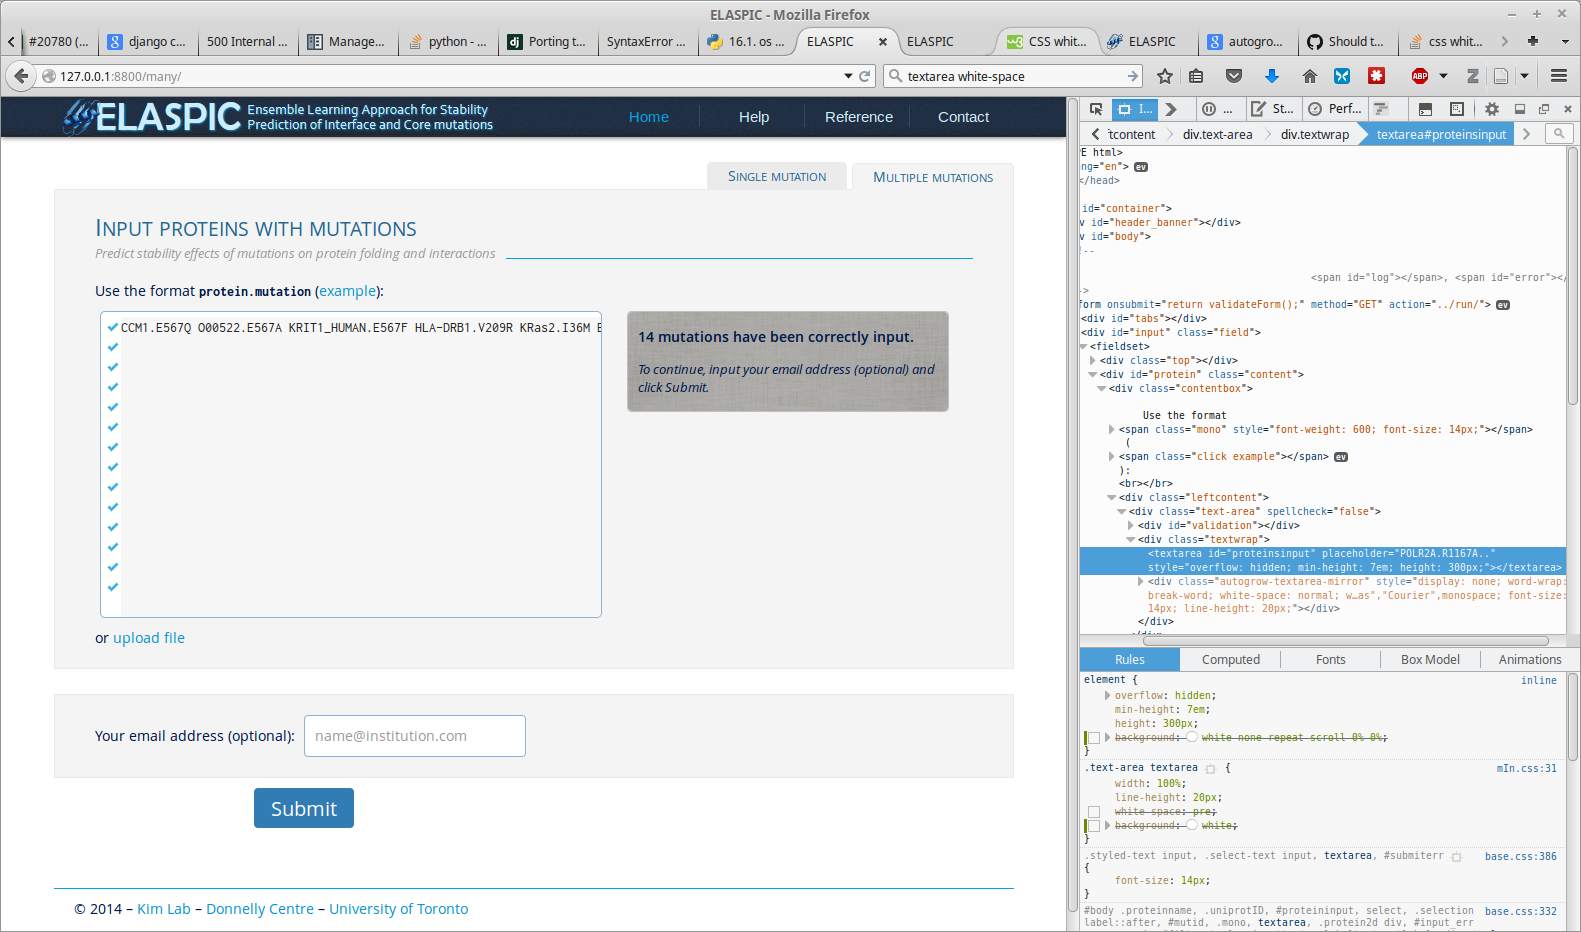 ELASPIC - Mozilla Firefox
#20780 (...
django c...
500 Internal ...
Manage...
python - ...
Porting t...
SyntaxError ...
16.1. os ...
ELASPIC
ELASPIC
CSS whit...
ELASPIC
autogro...
Should t...
css whit...
127.0.0.1:8800/many/
textarea white-space
ABP
ELASPIC
Ensemble Learning Approach for Stability
Prediction of Interface and Core mutations
Home
Help
Reference
Contact
Single mutation
Multiple mutations
Input proteins with mutations
Predict stability effects of mutations on protein folding and interactions
Use the format protein.mutation (example):
CCM1.E567Q O00522.E567A KRIT1_HUMAN.E567F HLA-DRB1.V209R KRas2.I36M E
14 mutations have been correctly input.
To continue, input your email address (optional) and
click Submit.
or upload file
Your email address (optional):
name@institution.com
Submit
© 2014 – Kim Lab – Donnelly Centre – University of Toronto
I...
...
St...
Perf...
ftcontent
div.text-area
div.textwrap
textarea#proteinsinput
PE html>
ng="en"> ev
</head>
id="container">
v id="header_banner"></div>
v id="body">
!--
<span id="log"></span>, <span id="error"></
-->
form onsubmit="return validateForm();" method="GET" action="../run/"> ev
<div id="tabs"></div>
<div id="input" class="field">
<fieldset>
<div class="top"></div>
<div id="protein" class="content">
<div class="contentbox">
Use the format
<span class="mono" style="font-weight: 600; font-size: 14px;"></span>
(
<span class="click example"></span> ev
):
<br></br>
<div class="leftcontent">
<div class="text-area" spellcheck="false">
<div id="validation"></div>
<div class="textwrap">
<textarea id="proteinsinput" placeholder="POLR2A.R1167A.."
style="overflow: hidden; min-height: 7em; height: 300px;"></textarea>
<div class="autogrow-textarea-mirror" style="display: none; word-wrap:
break-word; white-space: normal; w…as","Courier",monospace; font-size:
14px; line-height: 20px;"></div>
</div>
</div>
Rules
Computed
Fonts
Box Model
Animations
element {
inline
overflow: hidden;
min-height: 7em;
height: 300px;
background: white none repeat scroll 0% 0%;
}
.text-area textarea {
mIn.css:31
width: 100%;
line-height: 20px;
white-space: pre;
background: white;
}
.styled-text input, .select-text input, textarea, #submiterr
base.css:386
{
font-size: 14px;
}
#body .proteinname, .uniprotID, #proteininput, select, .selection
base.css:332
label::after, #mutid, .mono, textarea, .protein2d div, #input_err